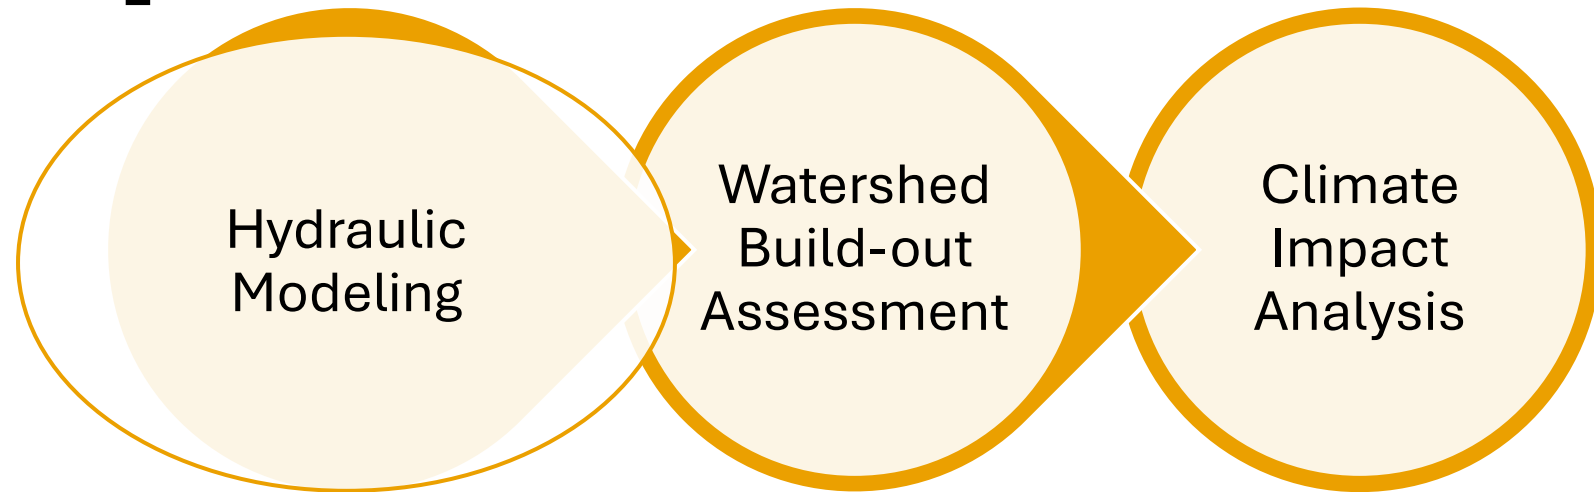 Hydraulic
Modeling
Watershed
Build-out
Assessment
Climate
Impact
Analysis